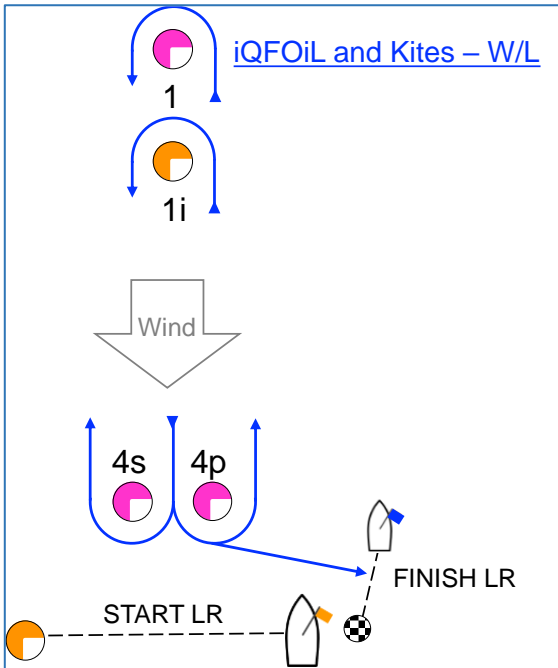 iQFOiL and Kites – W/L
1
1i
Wind
4s
4p
FINISH LR
START LR